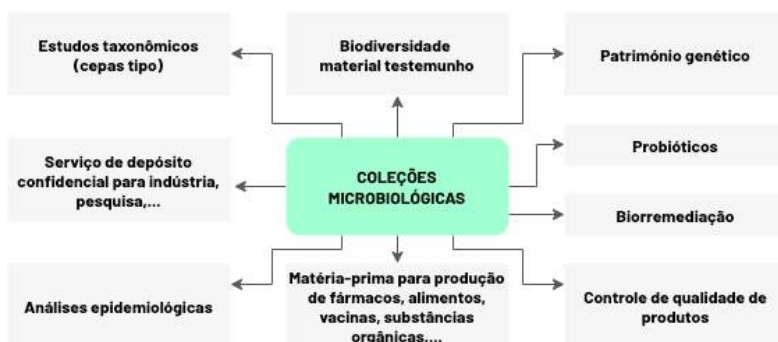 Estudos taxonômicos
(cepas tipo)
Biodiversidade
material testemunho
Património genético
Serviço de depósito
confidencial para indústria,
pesquisa,...
COLEÇÕES
MICROBIOLÓGICAS
Probióticos
Biorremediação
Análises epidemiológicas
Matéria-prima para produção
de fármacos, alimentos,
vacinas, substâncias
orgânicas,...
Controle de qualidade de
produtos